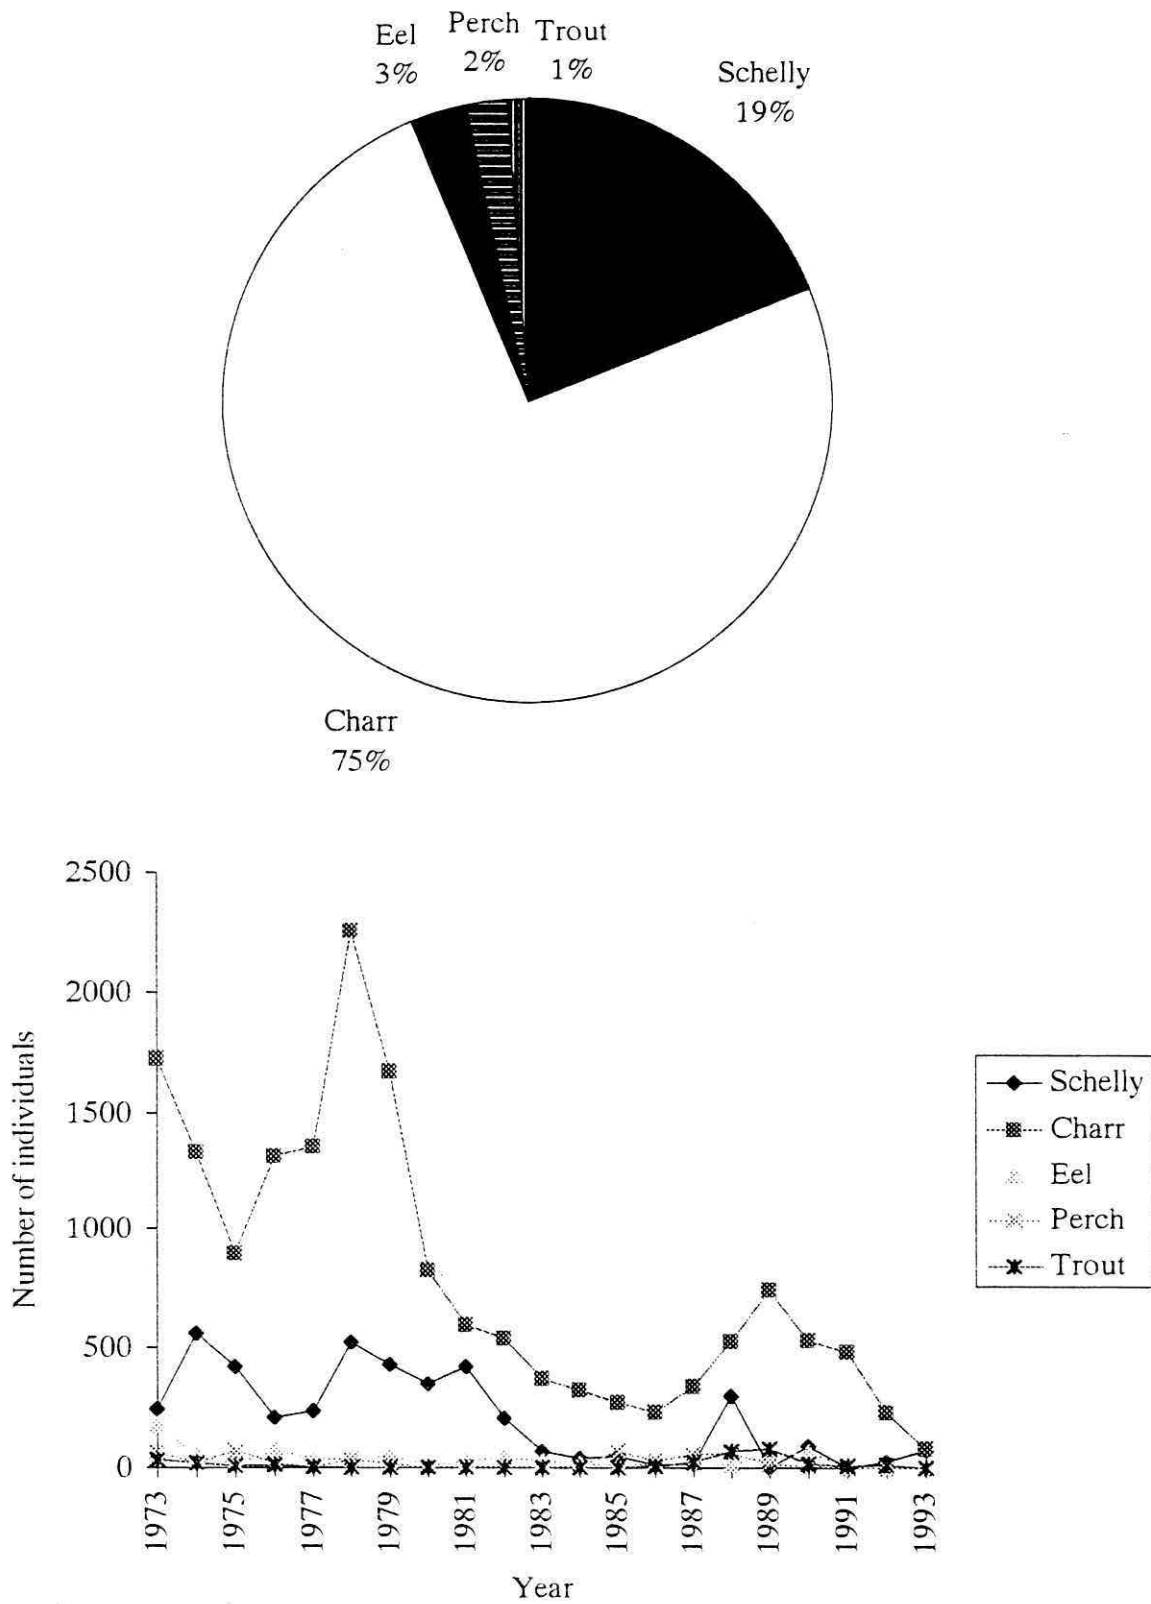 Eel
3%
Perch
2%
Trout
1%
Schelly
19%
Charr
75%
2500
2000
1500
1000
500
0
Number of individuals
1973
1975
1977
1979
1981
1983
1985
1987
1989
1991
1993
Year
Schelly
Charr
Eel
Perch
Trout